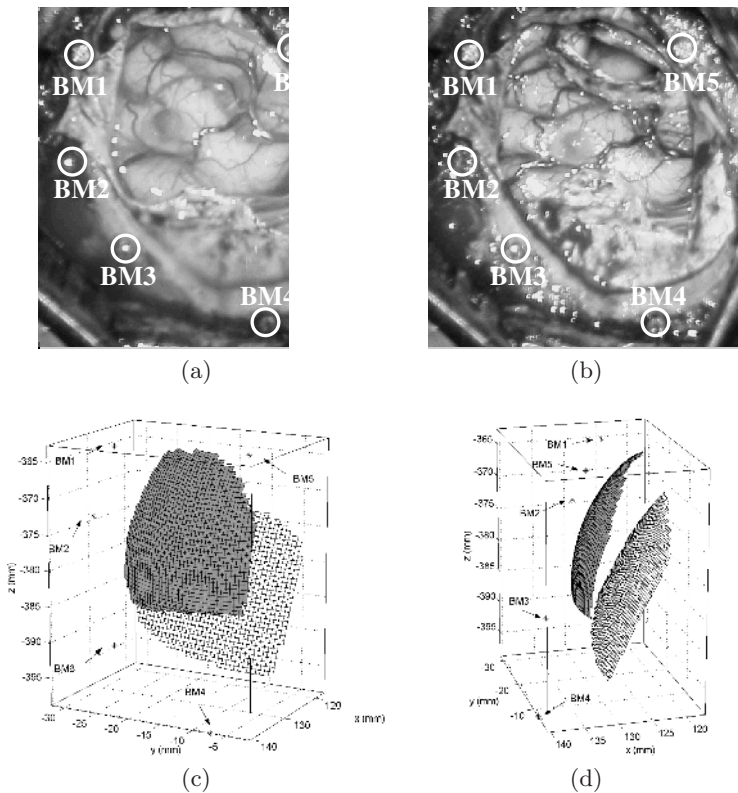 BM1
BM2
BM3
BM4
(a)
BM1
BM5
BM2
BM3
BM4
(b)
-365
-370
-375
-380
-385
-390
-395
z (mm)
BM1
BM5
BM2
BM3
BM4
-30
-25
-20
-15
-10
-5
y (mm)
140
130
120
x (mm)
(c)
-365
-370
-375
-380
-385
-390
-395
z (mm)
BM1
BM5
BM2
BM3
BM4
-30
-20
-10
y (mm)
140
135
130
125
120
x (mm)
(d)